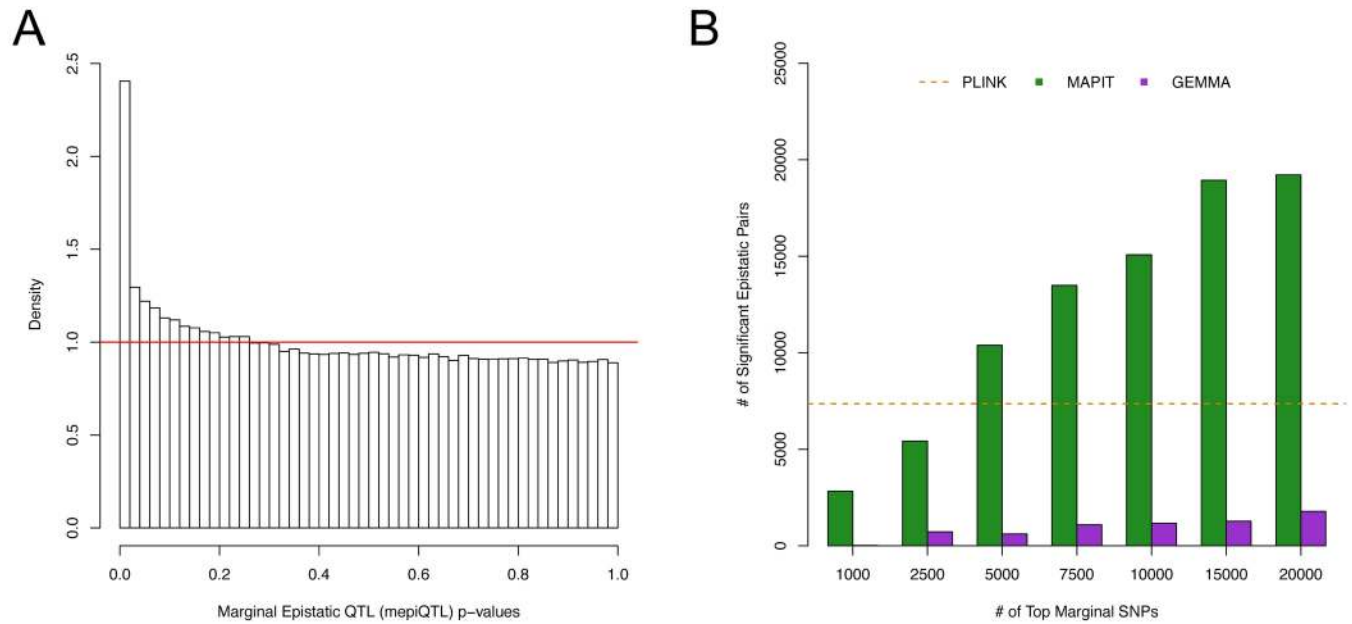 A
2.5
2.0
1.5
1.0
0.5
0.0
Density
0.0 0.2 0.4 0.6 0.8 1.0
Marginal Epistatic QTL (mepiQTL) p−values
B
PLINK MAPIT GEMMA
25000
20000
15000
10000
5000
0
# of Significant Epistatic Pairs
1000 2500 5000 7500 10000 15000 20000
# of Top Marginal SNPs